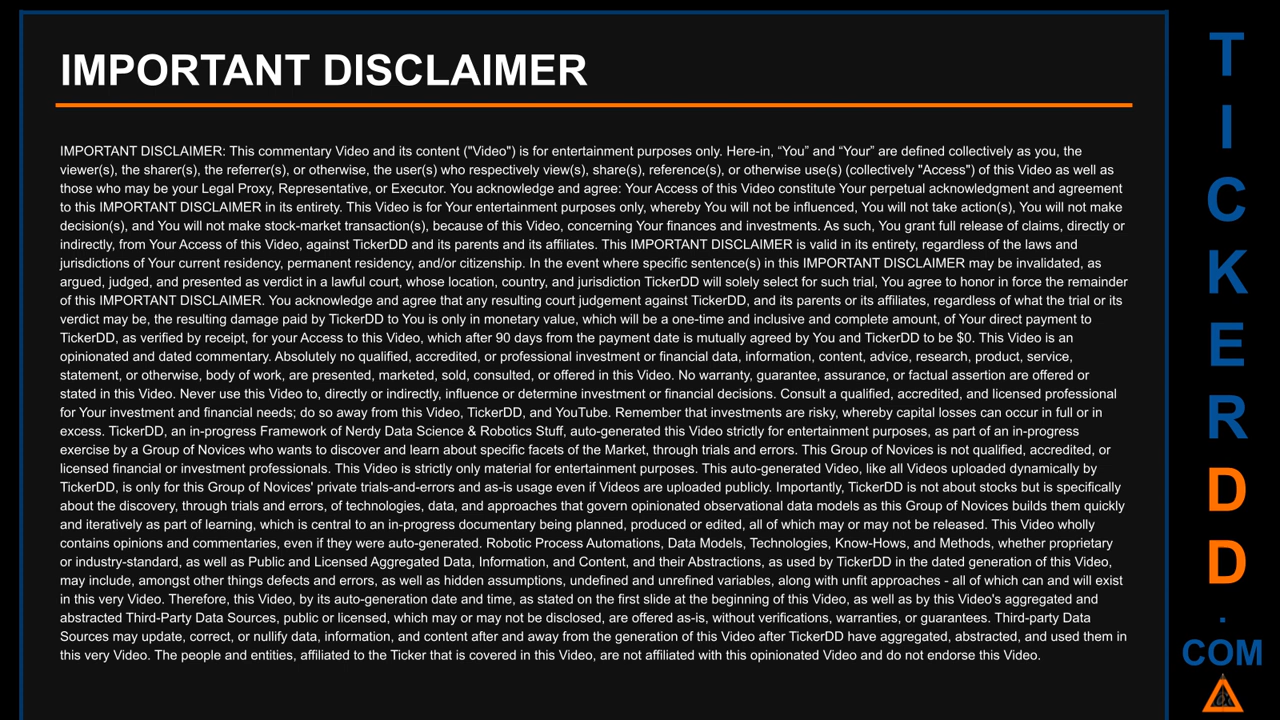 IMPORTANT DISCLAIMER
IMPORTANT DISCLAIMER: This commentary Video and its content ("Video") is for entertainment purposes only. Here-in, “You” and “Your” are defined collectively as you, the
viewer(s), the sharer(s), the referrer(s), or otherwise, the user(s) who respectively view(s), share(s), reference(s), or otherwise use(s) (collectively "Access") of this Video as well as
those who may be your Legal Proxy, Representative, or Executor. You acknowledge and agree: Your Access of this Video constitute Your perpetual acknowledgment and agreement
to this IMPORTANT DISCLAIMER in its entirety. This Video is for Your entertainment purposes only, whereby You will not be influenced, You will not take action(s), You will not make
decision(s), and You will not make stock-market transaction(s), because of this Video, concerning Your finances and investments. As such, You grant full release of claims, directly or
indirectly, from Your Access of this Video, against TickerDD and its parents and its affiliates. This IMPORTANT DISCLAIMER is valid in its entirety, regardless of the laws and
jurisdictions of Your current residency, permanent residency, and/or citizenship. In the event where specific sentence(s) in this IMPORTANT DISCLAIMER may be invalidated, as
argued, judged, and presented as verdict in a lawful court, whose location, country, and jurisdiction TickerDD will solely select for such trial, You agree to honor in force the remainder
of this IMPORTANT DISCLAIMER. You acknowledge and agree that any resulting court judgement against TickerDD, and its parents or its affiliates, regardless of what the trial or its
verdict may be, the resulting damage paid by TickerDD to You is only in monetary value, which will be a one-time and inclusive and complete amount, of Your direct payment to
TickerDD, as verified by receipt, for your Access to this Video, which after 90 days from the payment date is mutually agreed by You and TickerDD to be $0. This Video is an
opinionated and dated commentary. Absolutely no qualified, accredited, or professional investment or financial data, information, content, advice, research, product, service,
statement, or otherwise, body of work, are presented, marketed, sold, consulted, or offered in this Video. No warranty, guarantee, assurance, or factual assertion are offered or
stated in this Video. Never use this Video to, directly or indirectly, influence or determine investment or financial decisions. Consult a qualified, accredited, and licensed professional
for Your investment and financial needs; do so away from this Video, TickerDD, and YouTube. Remember that investments are risky, whereby capital losses can occur in full or in
excess. TickerDD, an in-progress Framework of Nerdy Data Science & Robotics Stuff, auto-generated this Video strictly for entertainment purposes, as part of an in-progress
exercise by a Group of Novices who wants to discover and learn about specific facets of the Market, through trials and errors. This Group of Novices is not qualified, accredited, or
licensed financial or investment professionals. This Video is strictly only material for entertainment purposes. This auto-generated Video, like all Videos uploaded dynamically by
TickerDD, is only for this Group of Novices' private trials-and-errors and as-is usage even if Videos are uploaded publicly. Importantly, TickerDD is not about stocks but is specifically
about the discovery, through trials and errors, of technologies, data, and approaches that govern opinionated observational data models as this Group of Novices builds them quickly
and iteratively as part of learning, which is central to an in-progress documentary being planned, produced or edited, all of which may or may not be released. This Video wholly
contains opinions and commentaries, even if they were auto-generated. Robotic Process Automations, Data Models, Technologies, Know-Hows, and Methods, whether proprietary
or industry-standard, as well as Public and Licensed Aggregated Data, Information, and Content, and their Abstractions, as used by TickerDD in the dated generation of this Video,
may include, amongst other things defects and errors, as well as hidden assumptions, undefined and unrefined variables, along with unfit approaches - all of which can and will exist
in this very Video. Therefore, this Video, by its auto-generation date and time, as stated on the first slide at the beginning of this Video, as well as by this Video's aggregated and
abstracted Third-Party Data Sources, public or licensed, which may or may not be disclosed, are offered as-is, without verifications, warranties, or guarantees. Third-party Data
Sources may update, correct, or nullify data, information, and content after and away from the generation of this Video after TickerDD have aggregated, abstracted, and used them in
this very Video. The people and entities, affiliated to the Ticker that is covered in this Video, are not affiliated with this opinionated Video and do not endorse this Video.
T
I
C
K
E
R
D
D
.
COM